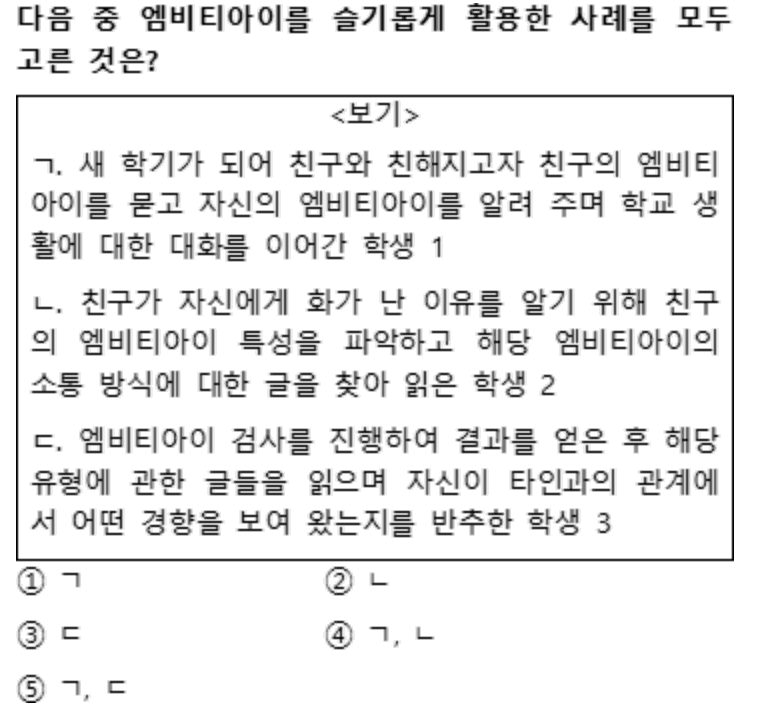 다음 중 엠비티아이를 슬기롭게 활용한 사례를 모두
고른 것은?
<보기>
ㄱ. 새 학기가 되어 친구와 친해지고자 친구의 엠비티
아이를 묻고 자신의 엠비티아이를 알려 주며 학교 생
활에 대한 대화를 이어간 학생 1
ㄴ. 친구가 자신에게 화가 난 이유를 알기 위해 친구
의 엠비티아이 특성을 파악하고 해당 엠비티아이의
소통 방식에 대한 글을 찾아 읽은 학생 2
ㄷ. 엠비티아이 검사를 진행하여 결과를 얻은 후 해당
유형에 관한 글들을 읽으며 자신이 타인과의 관계에
서 어떤 경향을 보여 왔는지를 반추한 학생 3
① ㄱ ② ㄴ
③ ㄷ ④ ㄱ, ㄴ
⑤ ㄱ, ㄷ